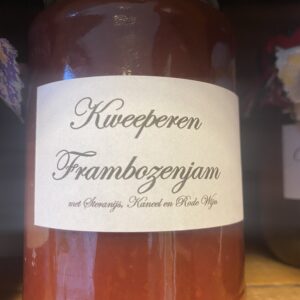 Kweeperen
Frambozenjam
met Steranijs, Kaneel en Rode Wijn